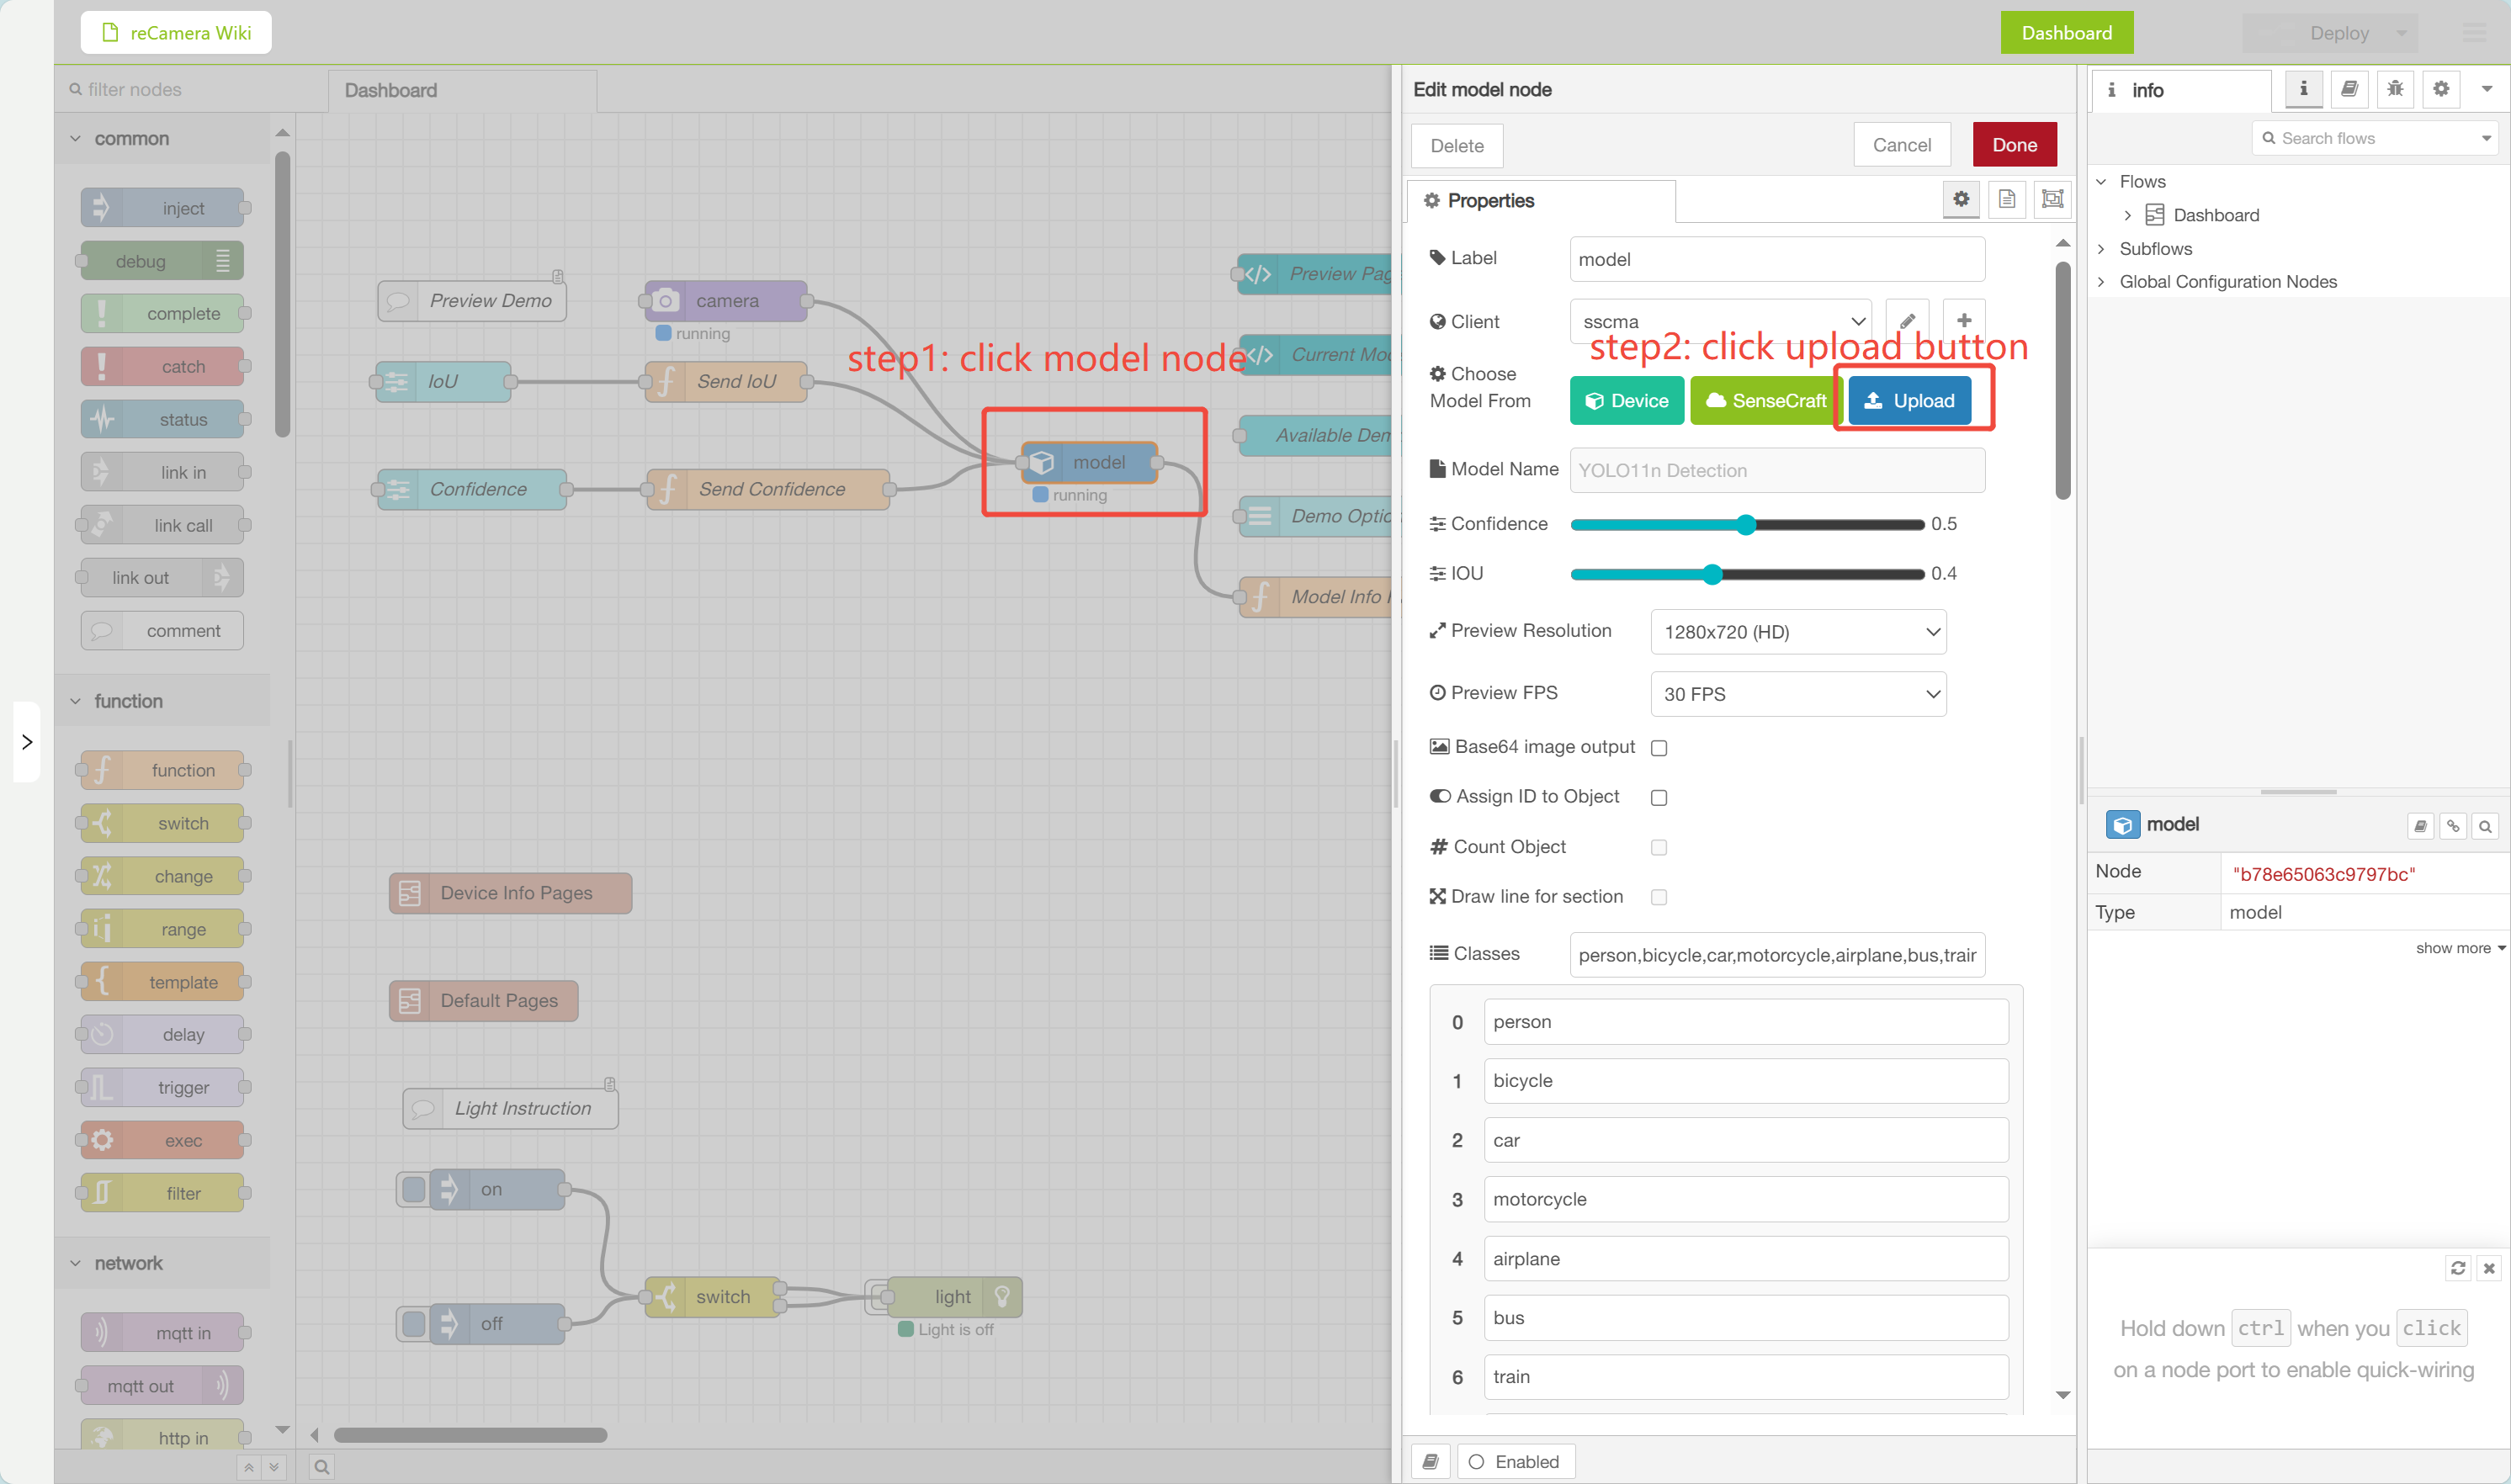 reCamera Wiki
Dashboard
Deploy
filter nodes
Dashboard
common
inject
debug
complete
catch
status
link in
link call
link out
comment
function
function
switch
change
range
template
delay
trigger
exec
filter
network
mqtt in
mqtt out
http in
Preview Demo
camera
running
IoU
Send IoU
Confidence
Send Confidence
step1: click model node
model
running
Preview Pag
Current Mo
Available Den
Demo Optic
Model Info
Device Info Pages
Default Pages
Light Instruction
on
off
switch
light
Light is off
Edit model node
Delete
Cancel
Done
Properties
Label
model
Client
sscma
step2: click upload button
Choose
Model From
Device
SenseCraft
Upload
Model Name
YOLO11n Detection
Confidence
0.5
IOU
0.4
Preview Resolution
1280x720 (HD)
Preview FPS
30 FPS
Base64 image output
Assign ID to Object
Count Object
Draw line for section
Classes
person,bicycle,car,motorcycle,airplane,bus,train
0 person
1 bicycle
2 car
3 motorcycle
4 airplane
5 bus
6 train
Enabled
info
Search flows
Flows
Dashboard
Subflows
Global Configuration Nodes
model
Node "b78e65063c9797bc"
Type model
show more
Hold down ctrl when you click
on a node port to enable quick-wiring